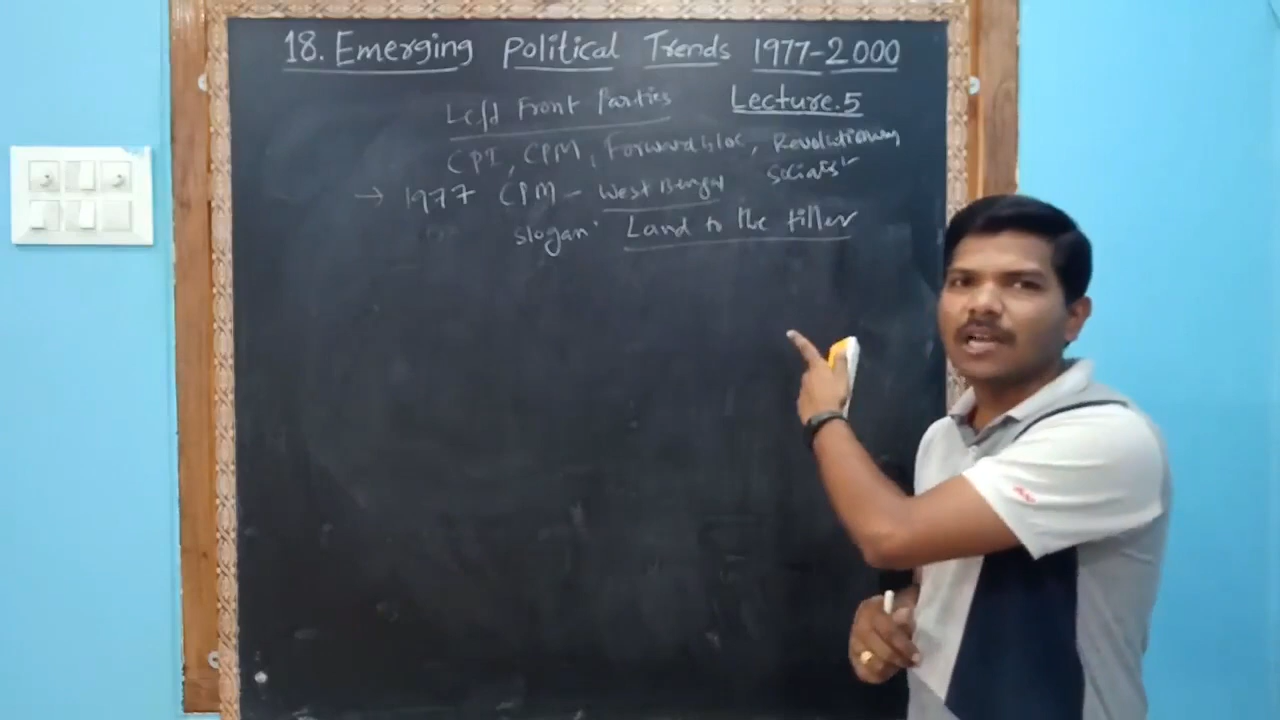 18. Emerging Political Trends 1977-2000
Left Front Parties Lecture.5
CPI, CPM, Forward bloc, Revolutionary
Socialist
→ 1977 CPM - West Bengal
slogan Land to the tiller